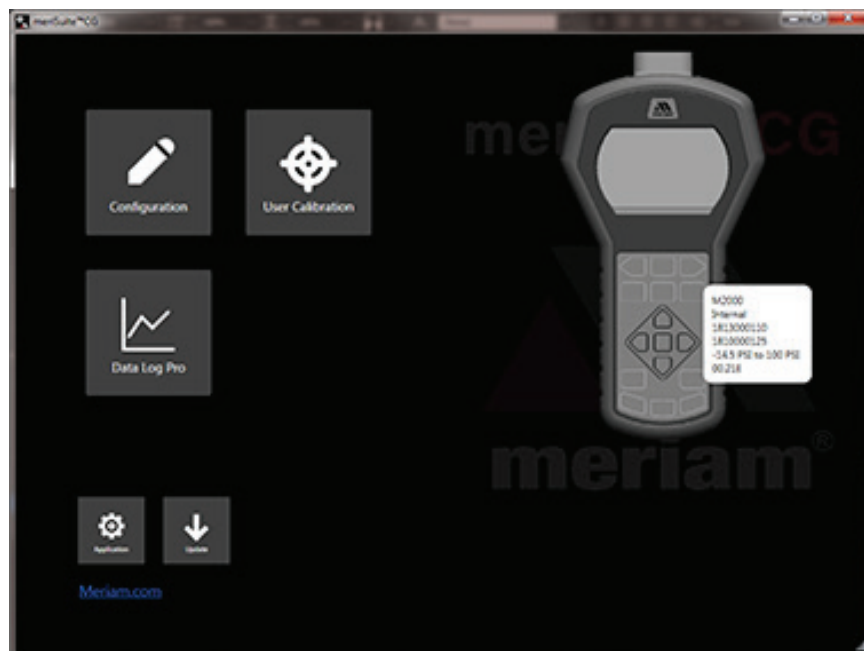 meriSuite™CG
Configuration
User Calibration
Data Log Pro
M2000
Internal
1813000110
1810000125
-14.5 PSI to 100 PSI
00.218
Application
Update
Meriam.com
meriam®
CG